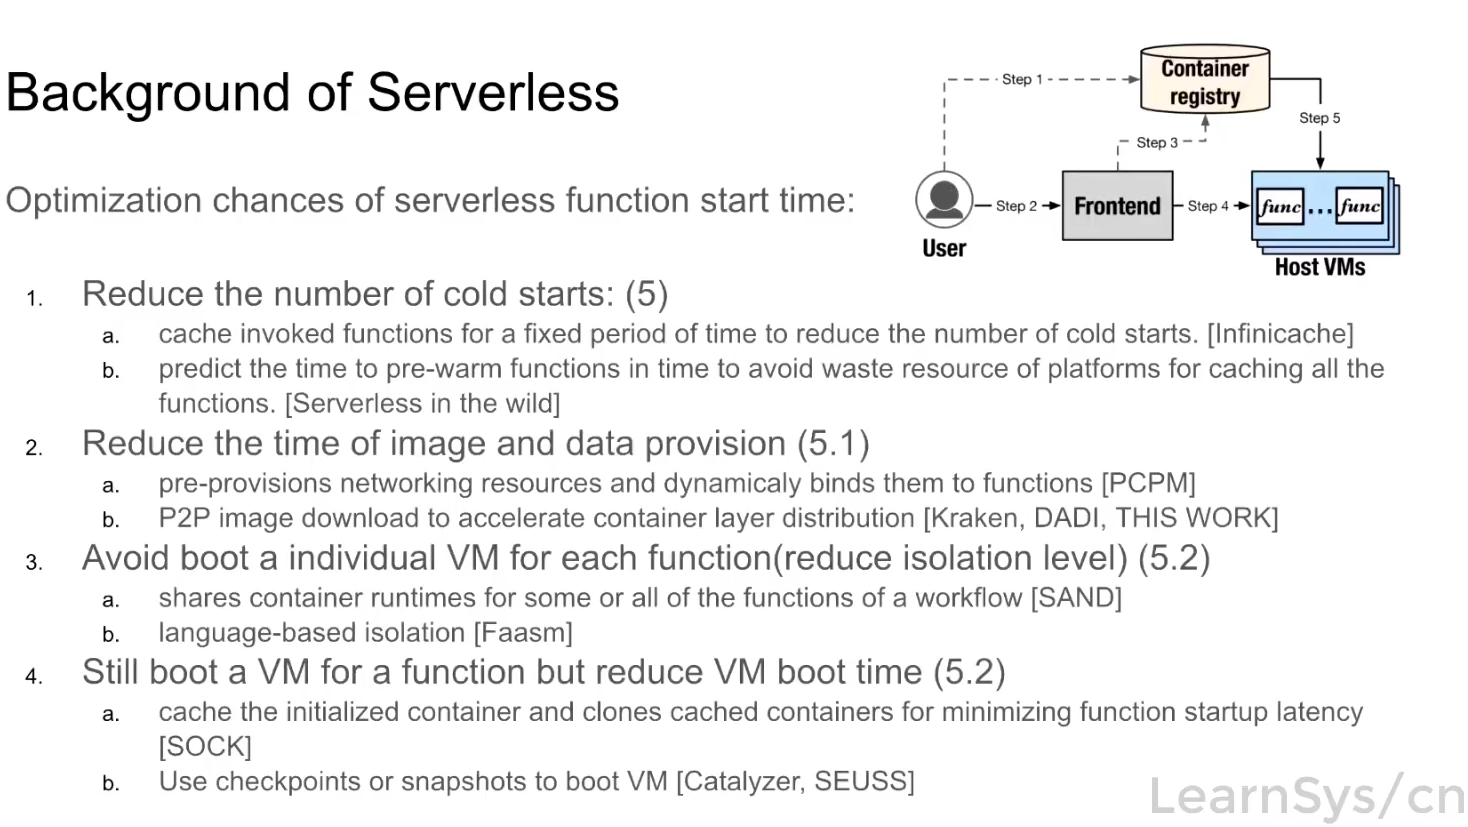 Background of Serverless
Optimization chances of serverless function start time:
Step 1
Container
registry
Step 5
Step 3
Step 2
Frontend
Step 4
func...func
User
Host VMs
1. Reduce the number of cold starts: (5)
a. cache invoked functions for a fixed period of time to reduce the number of cold starts. [Infinicache]
b. predict the time to pre-warm functions in time to avoid waste resource of platforms for caching all the
functions. [Serverless in the wild]
2. Reduce the time of image and data provision (5.1)
a. pre-provisions networking resources and dynamicaly binds them to functions [PCPM]
b. P2P image download to accelerate container layer distribution [Kraken, DADI, THIS WORK]
3. Avoid boot a individual VM for each function(reduce isolation level) (5.2)
a. shares container runtimes for some or all of the functions of a workflow [SAND]
b. language-based isolation [Faasm]
4. Still boot a VM for a function but reduce VM boot time (5.2)
a. cache the initialized container and clones cached containers for minimizing function startup latency
[SOCK]
b. Use checkpoints or snapshots to boot VM [Catalyzer, SEUSS]
LearnSys/cn